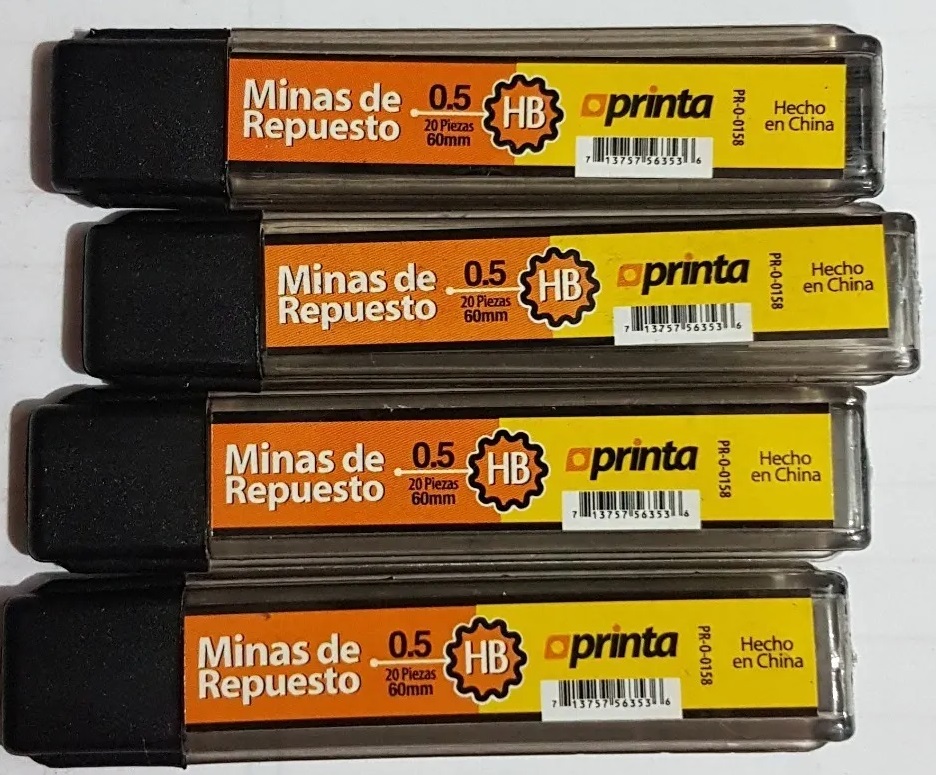 Minas de
Repuesto
0.5
20 Piezas
60mm
HB
printa
7 13757 56353 6
PR-0-0158
Hecho
en China
Minas de
Repuesto
0.5
20 Piezas
60mm
HB
printa
7 13757 56353 6
PR-0-0158
Hecho
en China
Minas de
Repuesto
0.5
20 Piezas
60mm
HB
printa
7 13757 56353 6
PR-0-0158
Hecho
en China
Minas de
Repuesto
0.5
20 Piezas
60mm
HB
printa
7 13757 56353 6
PR-0-0158
Hecho
en China